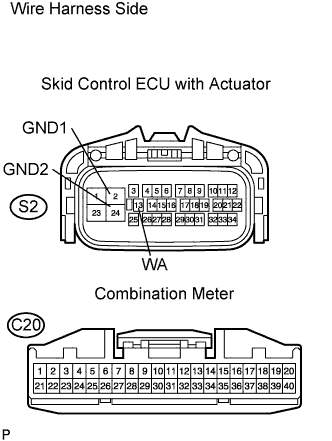 Wire Harness Side
Skid Control ECU with Actuator
GND1
GND2
1 2 3 4 5 6 7 8 9 10 11 12
13 14 15 16 17 18 19 20 21 22
23 24 25 26 27 28 29 30 31 32 33 34
S2
WA
Combination Meter
C20
1 2 3 4 5 6 7 8 9 10 11 12 13 14 15 16 17 18 19 20
21 22 23 24 25 26 27 28 29 30 31 32 33 34 35 36 37 38 39 40
P